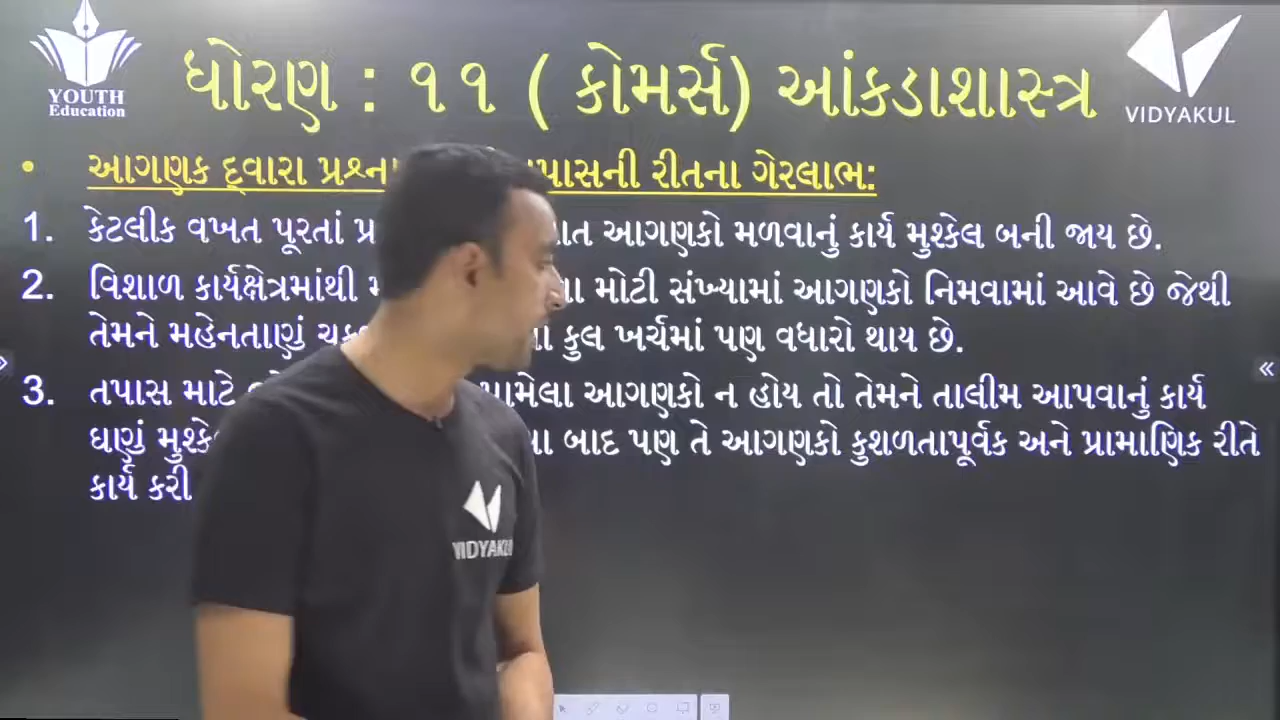 YOUTH
Education
ધોરણ : ૧૧ ( કોમર્સ) આંકડાશાસ્ત્ર
VIDYAKUL
• આગણક દ્વારા તપાસની રીતના ગેરલાભ:
1. કેટલીક વખત પૂરતાં આગણકો મળવાનું કાર્ય મુશ્કેલ બની જાય છે.
2. વિશાળ કાર્યક્ષેત્રમાંથી મોટી સંખ્યામાં આગણકો નિમવામાં આવે છે જેથી
તેમને મહેનતાણું કુલ ખર્ચમાં પણ વધારો થાય છે.
3. તપાસ માટે આગણકો ન હોય તો તેમને તાલીમ આપવાનું કાર્ય
ઘણું બાદ પણ તે આગણકો કુશળતાપૂર્વક અને પ્રામાણિક રીતે
કાર્ય કરી
VIDYAKUL